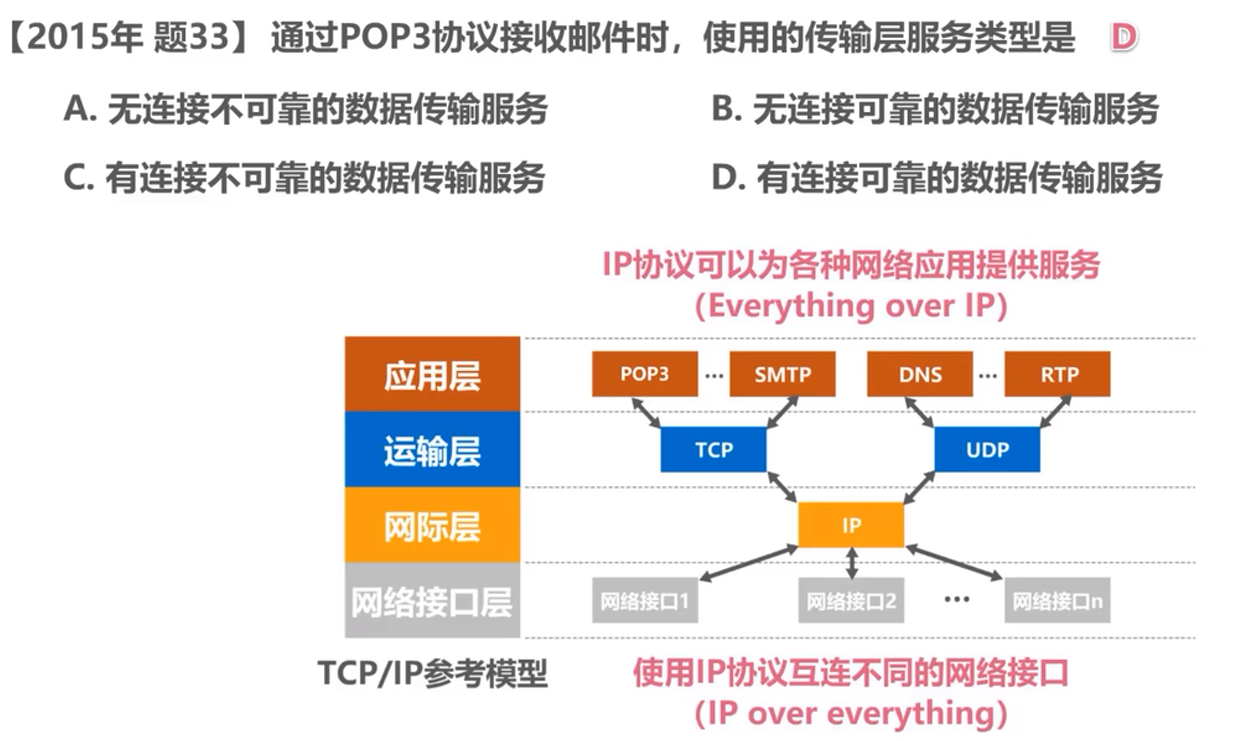 【2015年 题33】 通过POP3协议接收邮件时，使用的传输层服务类型是 D
A. 无连接不可靠的数据传输服务
B. 无连接可靠的数据传输服务
C. 有连接不可靠的数据传输服务
D. 有连接可靠的数据传输服务
IP协议可以为各种网络应用提供服务
（Everything over IP）
应用层
POP3 ... SMTP
DNS ... RTP
运输层
TCP
UDP
网际层
IP
网络接口层
网络接口1
网络接口2
...
网络接口n
TCP/IP参考模型
使用IP协议互连不同的网络接口
（IP over everything）